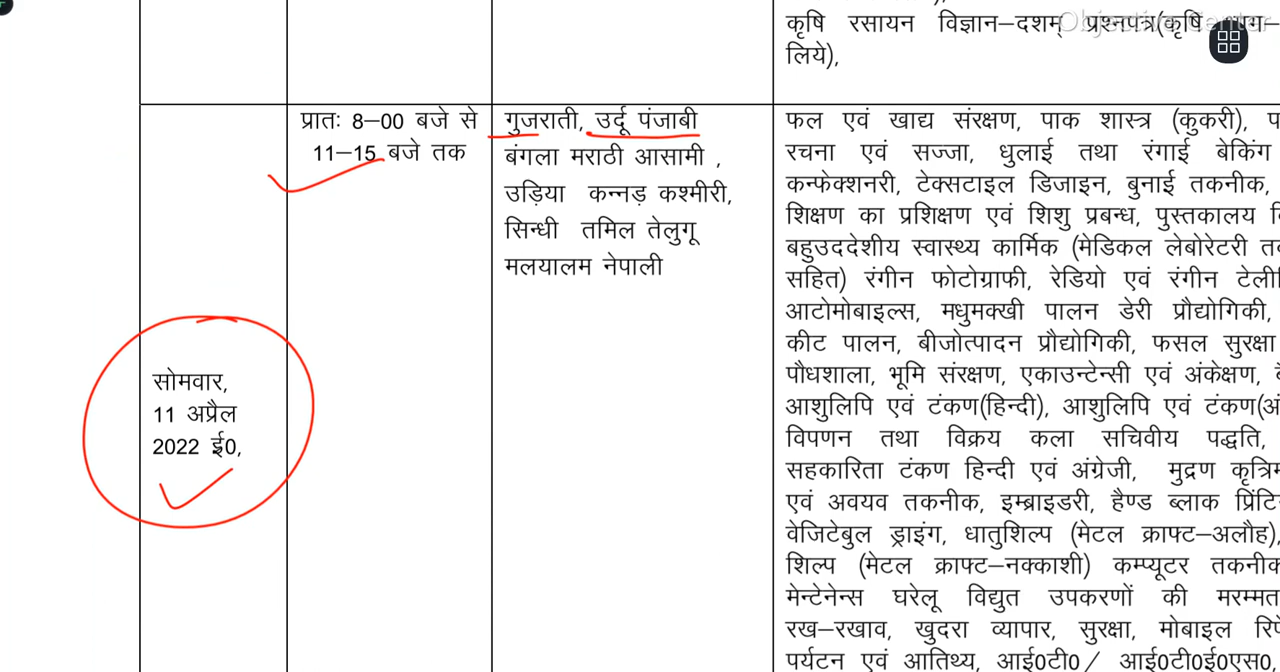 कृषि रसायन विज्ञान–दशम् प्रश्नपत्र(कृषि
Objective Center
लिये),
प्रातः 8–00 बजे से
11–15 बजे तक
गुजराती, उर्दू पंजाबी
बंगला मराठी आसामी ,
उड़िया कन्नड़ कश्मीरी,
सिन्धी तमिल तेलुगू
मलयालम नेपाली
सोमवार,
11 अप्रैल
2022 ई0,
फल एवं खाद्य संरक्षण, पाक शास्त्र (कुकरी),
रचना एवं सज्जा, धुलाई तथा रंगाई बेकिंग
कन्फेक्शनरी, टेक्सटाइल डिजाइन, बुनाई तकनीक,
शिक्षण का प्रशिक्षण एवं शिशु प्रबन्ध, पुस्तकालय
बहुउददेशीय स्वास्थ्य कार्मिक (मेडिकल लेबोरेटरी
सहित) रंगीन फोटोग्राफी, रेडियो एवं रंगीन
आटोमोबाइल्स, मधुमक्खी पालन डेरी प्रौद्योगिकी,
कीट पालन, बीजोत्पादन प्रौद्योगिकी, फसल सुरक्षा
पौधशाला, भूमि संरक्षण, एकाउन्टेन्सी एवं अंकेक्षण,
आशुलिपि एवं टंकण(हिन्दी), आशुलिपि एवं
विपणन तथा विक्रय कला सचिवीय पद्धति,
सहकारिता टंकण हिन्दी एवं अंग्रेजी, मुद्रण
एवं अवयव तकनीक, इम्ब्राइडरी, हैण्ड ब्लाक
वेजिटेबुल ड्राइंग, धातुशिल्प (मेटल क्राफ्ट–अलौह),
शिल्प (मेटल क्राफ्ट–नक्काशी) कम्प्यूटर तकनीक
मेन्टेनेन्स घरेलू विद्युत उपकरणों की मरम्मत
रख–रखाव, खुदरा व्यापार, सुरक्षा, मोबाइल
पर्यटन एवं आतिथ्य, आई0टी0 / आई0टी0ई0एस0,